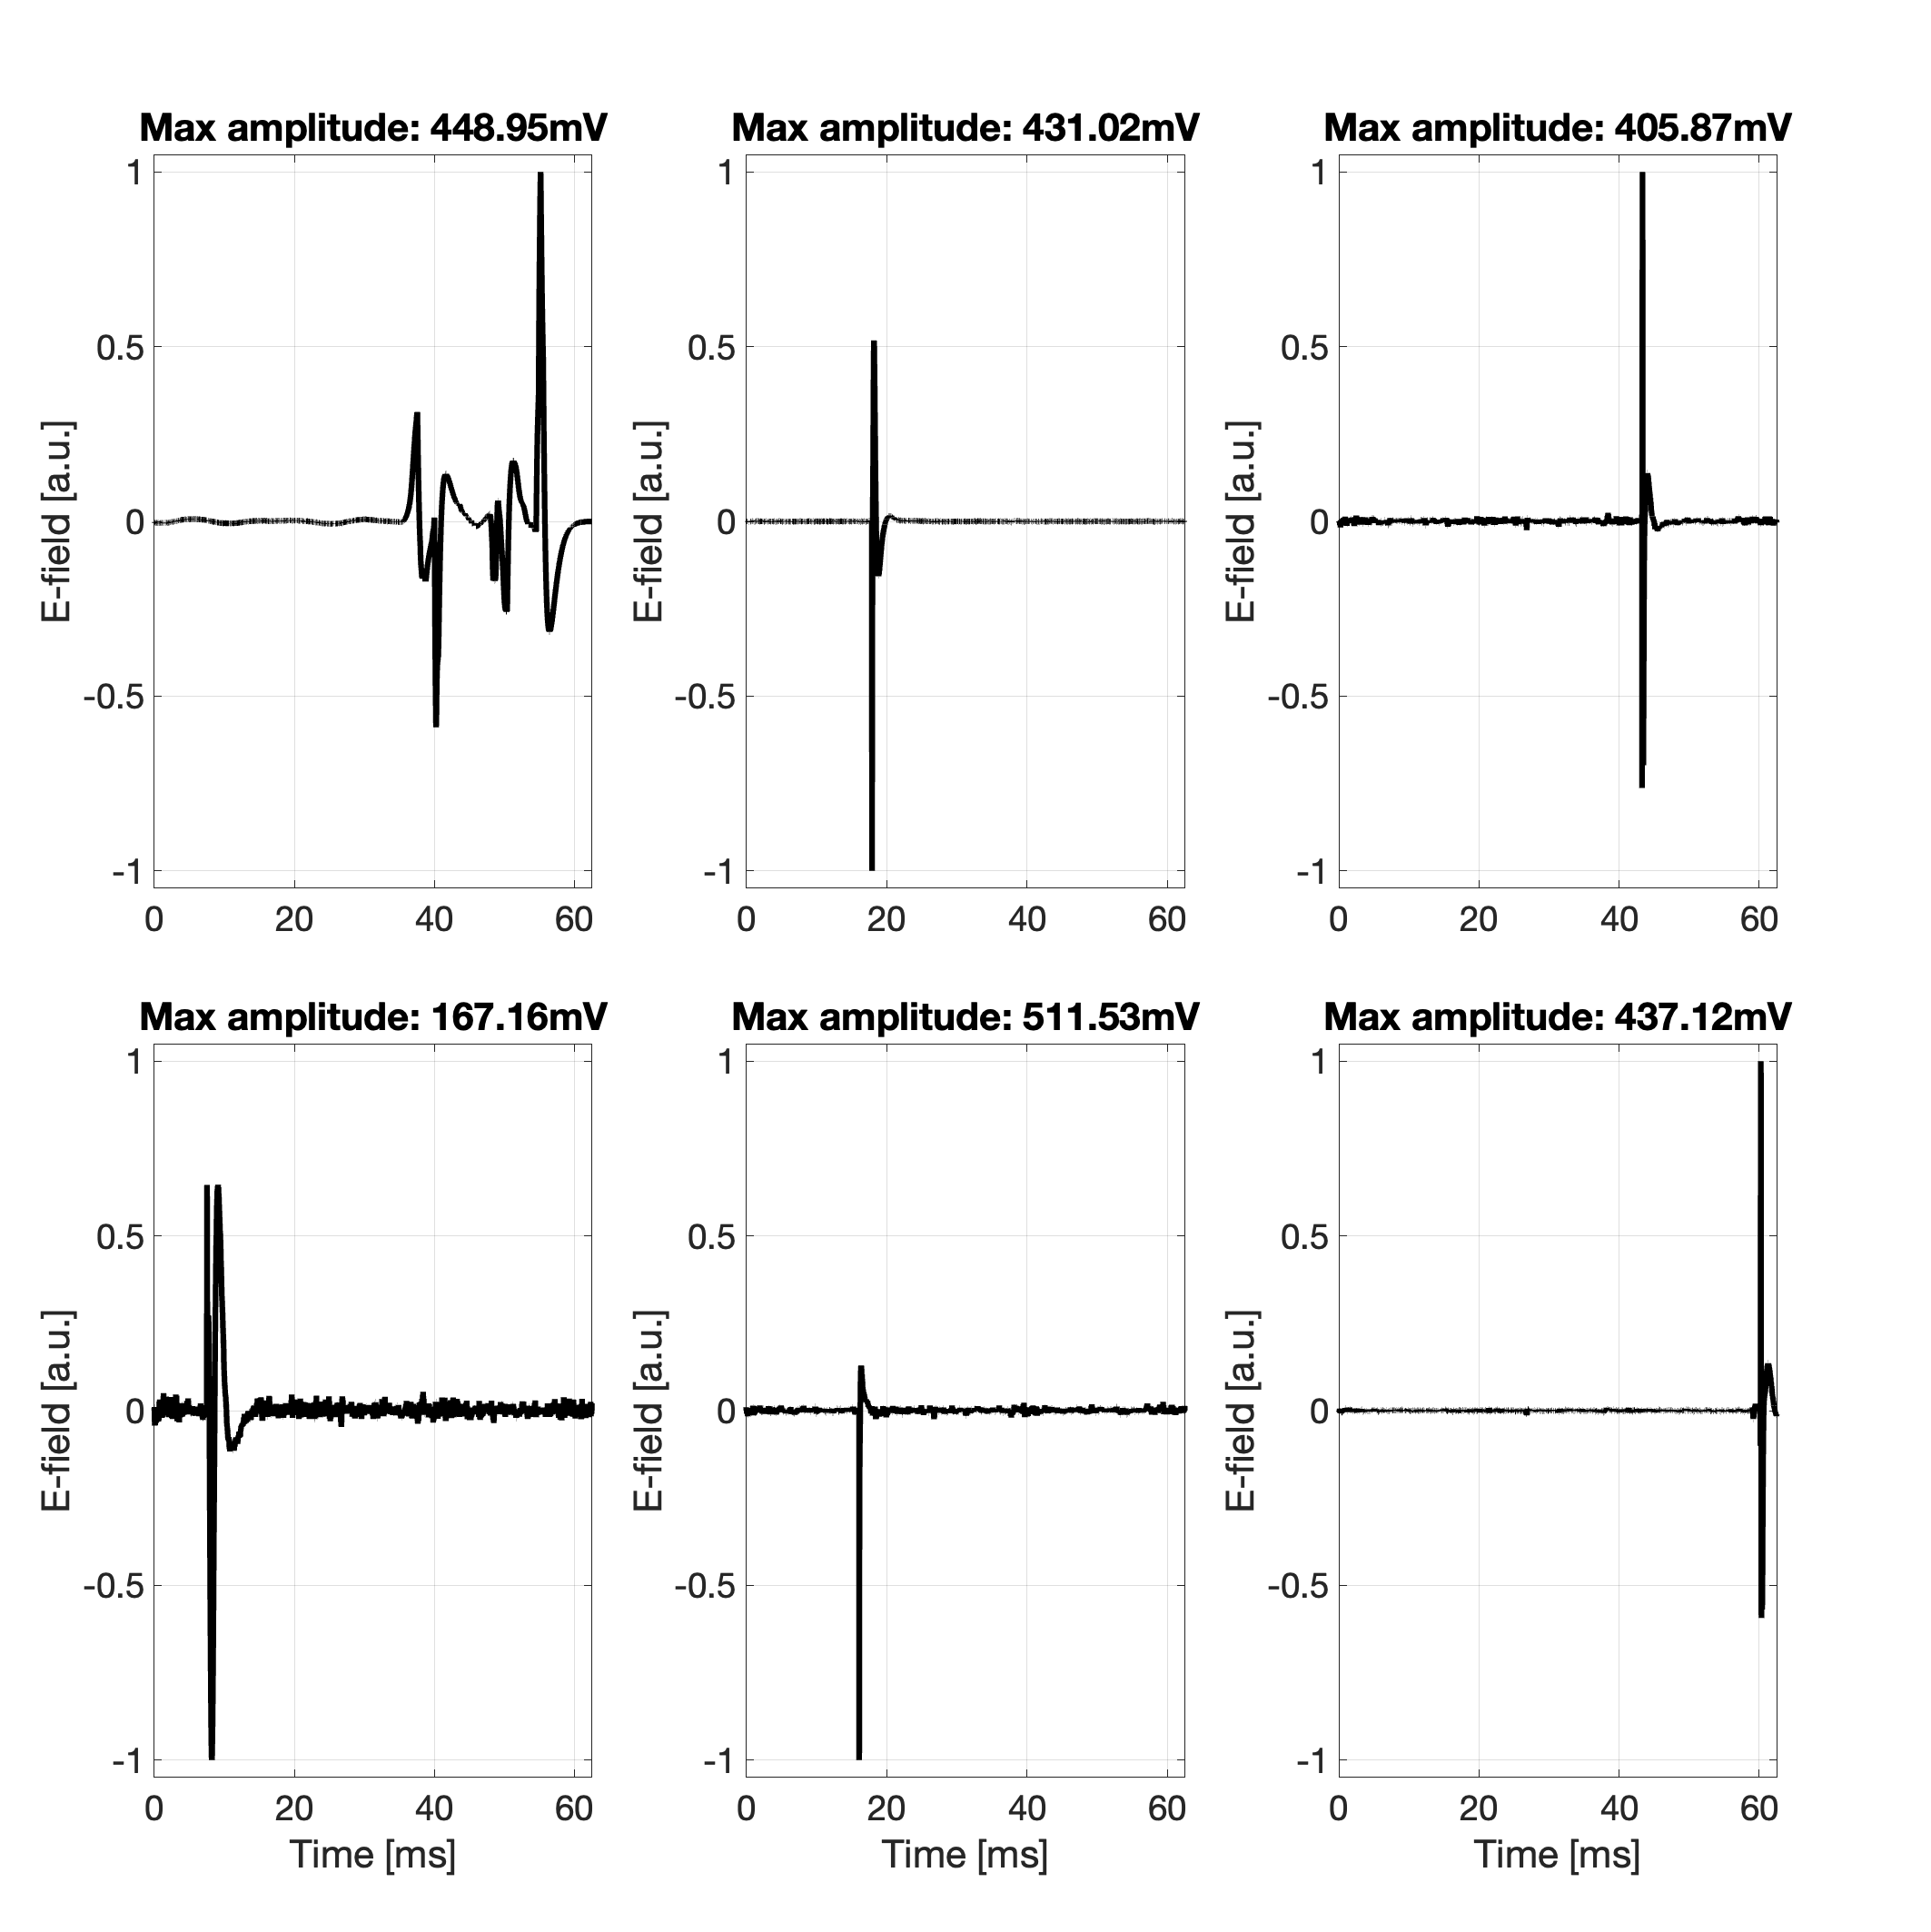 Max amplitude: 448.95mV
1
0.5
0
-0.5
-1
E-field [a.u.]
0 20 40 60
Max amplitude: 431.02mV
1
0.5
0
-0.5
-1
E-field [a.u.]
0 20 40 60
Max amplitude: 405.87mV
1
0.5
0
-0.5
-1
E-field [a.u.]
0 20 40 60
Max amplitude: 167.16mV
1
0.5
0
-0.5
-1
E-field [a.u.]
0 20 40 60
Time [ms]
Max amplitude: 511.53mV
1
0.5
0
-0.5
-1
E-field [a.u.]
0 20 40 60
Time [ms]
Max amplitude: 437.12mV
1
0.5
0
-0.5
-1
E-field [a.u.]
0 20 40 60
Time [ms]